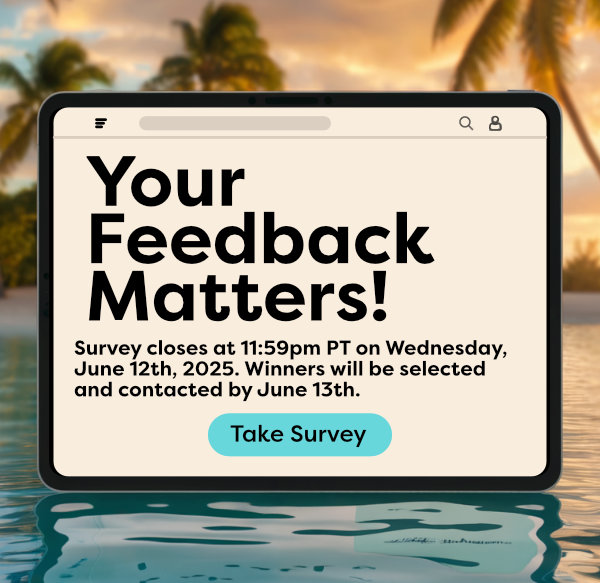 Your
Feedback
Matters!
Survey closes at 11:59pm PT on Wednesday,
June 12th, 2025. Winners will be selected
and contacted by June 13th.
Take Survey